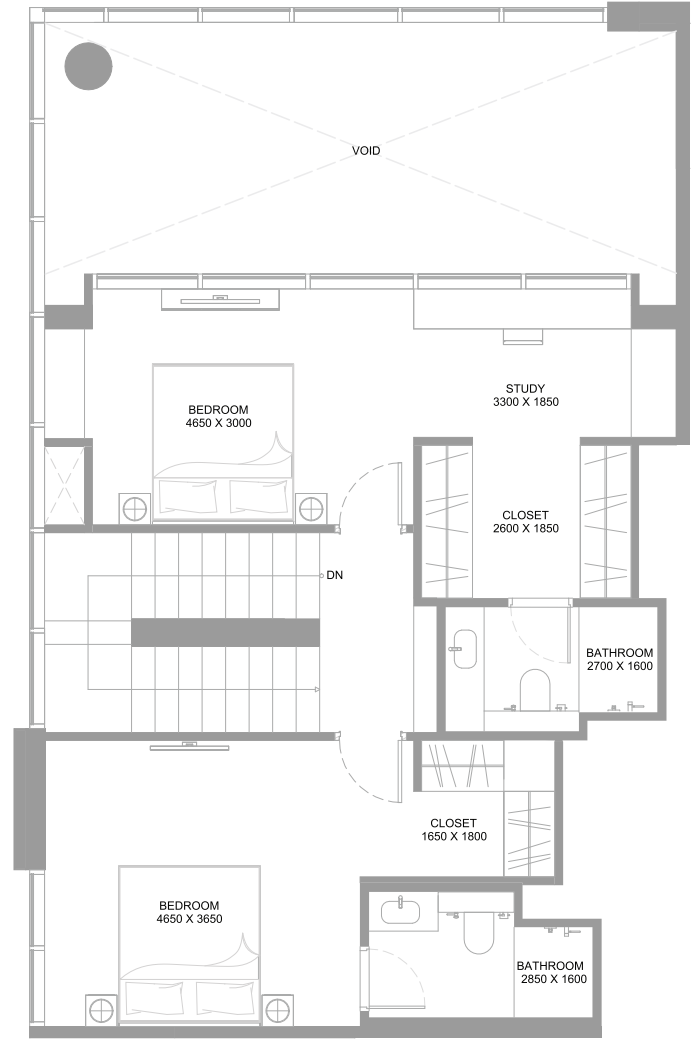 VOID
BEDROOM
4650 X 3000
STUDY
3300 X 1850
CLOSET
2600 X 1850
DN
BATHROOM
2700 X 1600
CLOSET
1650 X 1800
BEDROOM
4650 X 3650
BATHROOM
2850 X 1600